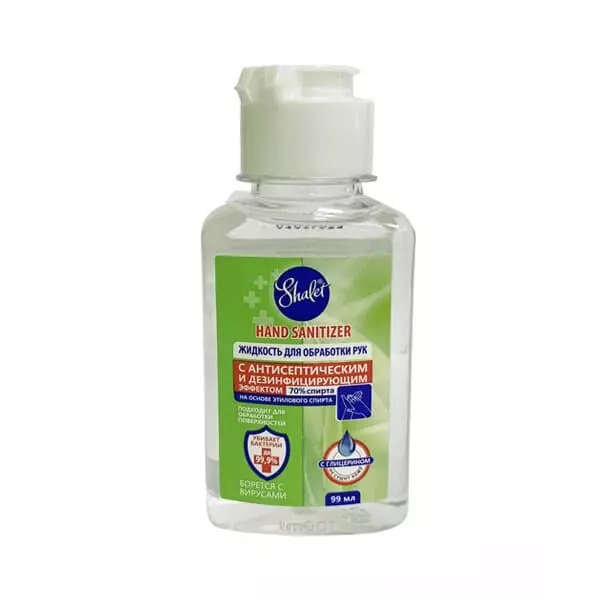 Shalet®
HAND SANITIZER
ЖИДКОСТЬ ДЛЯ ОБРАБОТКИ РУК
С АНТИСЕПТИЧЕСКИМ
И ДЕЗИНФИЦИРУЮЩИМ
ЭФФЕКТОМ 70% спирта
НА ОСНОВЕ ЭТИЛОВОГО СПИРТА
ПОДХОДИТ ДЛЯ
ОБРАБОТКИ
ПОВЕРХНОСТЕЙ
УБИВАЕТ
БАКТЕРИИ
ДО
99,9%
С ГЛИЦЕРИНОМ
БОРЕТСЯ С
ВИРУСАМИ
99 мл